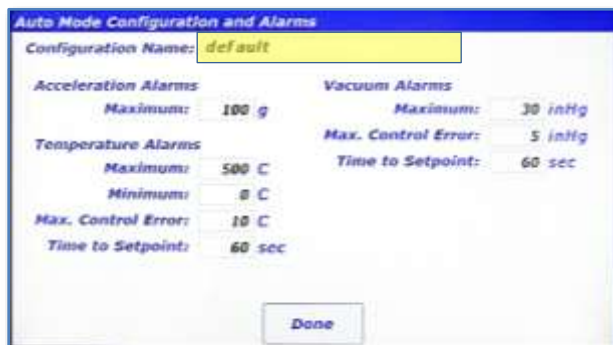 Auto Mode Configuration and Alarms
Configuration Name: default
Acceleration Alarms
Maximum: 100 g
Temperature Alarms
Maximum: 500 C
Minimum: 0 C
Max. Control Error: 10 C
Time to Setpoint: 60 sec
Vacuum Alarms
Maximum: 30 inHg
Max. Control Error: 5 inHg
Time to Setpoint: 60 sec
Done